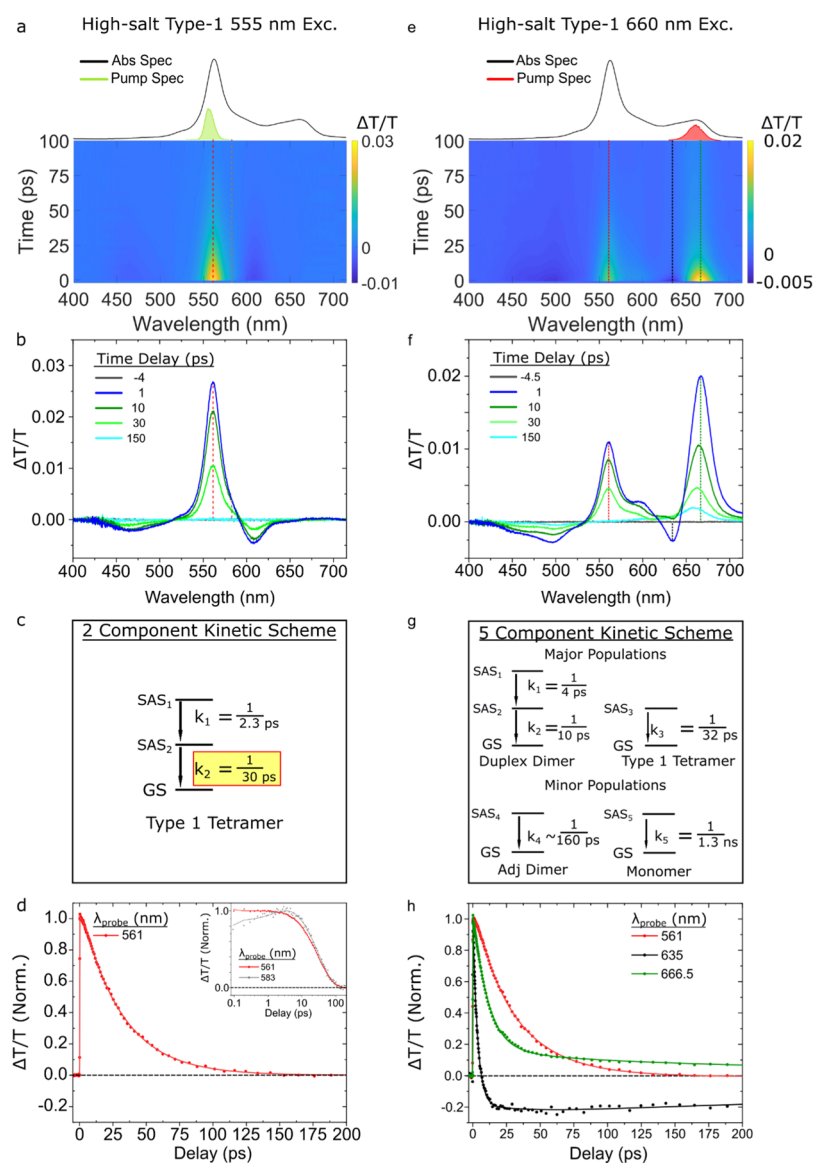 a
High-salt Type-1 555 nm Exc.
Abs Spec
Pump Spec
ΔT/T
0.03
0
-0.01
100
75
50
25
0
Time (ps)
400 450 500 550 600 650 700
Wavelength (nm)
b
Time Delay (ps)
-4
1
10
30
150
0.03
0.02
0.01
0.00
ΔT/T
400 450 500 550 600 650 700
Wavelength (nm)
c
2 Component Kinetic Scheme
SAS1
k1 = 1/2.3 ps
SAS2
k2 = 1/30 ps
GS
Type 1 Tetramer
d
λprobe (nm)
561
1.0
0.8
0.6
0.4
0.2
0.0
-0.2
ΔT/T (Norm.)
0 25 50 75 100 125 150 175 200
Delay (ps)
1.0
0.0
ΔT/T (Norm.)
λprobe (nm)
561
583
0.1 1 10 100
Delay (ps)
e
High-salt Type-1 660 nm Exc.
Abs Spec
Pump Spec
ΔT/T
0.02
0
-0.005
100
75
50
25
0
Time (ps)
400 450 500 550 600 650 700
Wavelength (nm)
f
Time Delay (ps)
-4.5
1
10
30
150
0.02
0.01
0.00
ΔT/T
400 450 500 550 600 650 700
Wavelength (nm)
g
5 Component Kinetic Scheme
Major Populations
SAS1
k1 = 1/4 ps
SAS2
k2 = 1/10 ps
GS
Duplex Dimer
SAS3
k3 = 1/32 ps
GS
Type 1 Tetramer
Minor Populations
SAS4
k4 ~ 1/160 ps
GS
Adj Dimer
SAS5
k5 = 1/1.3 ns
GS
Monomer
h
λprobe (nm)
561
635
666.5
1.0
0.8
0.6
0.4
0.2
0.0
-0.2
ΔT/T (Norm.)
0 25 50 75 100 125 150 175 200
Delay (ps)